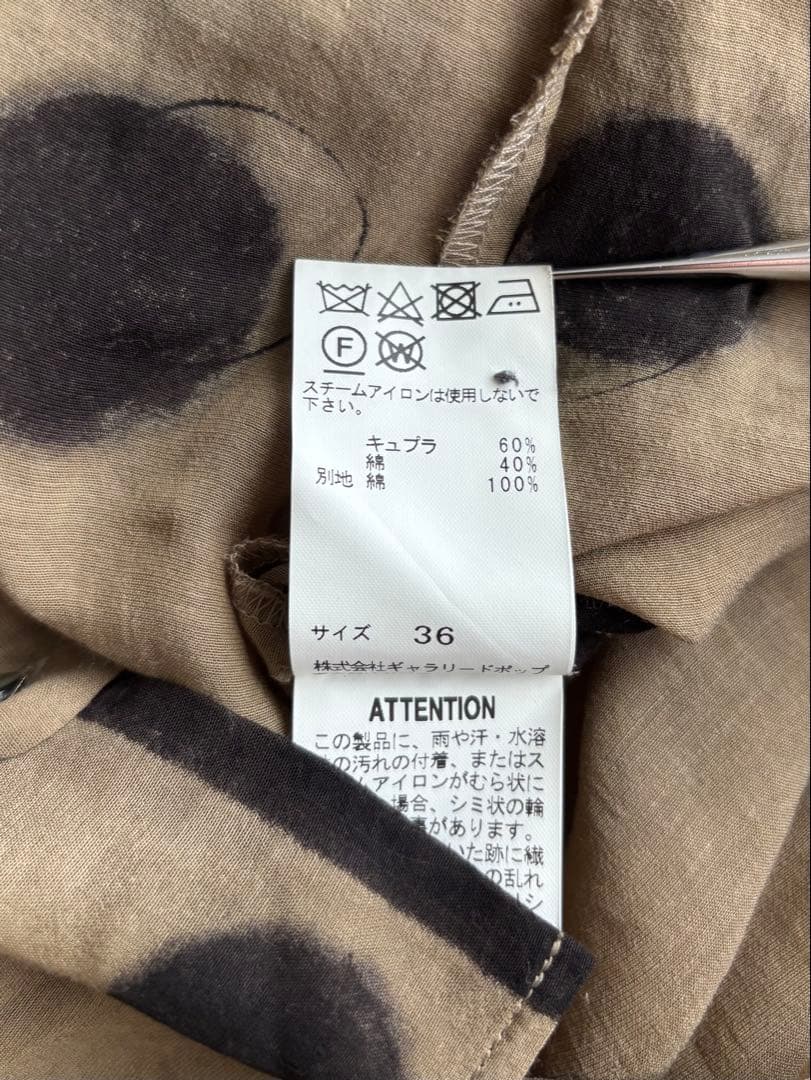 F W
スチームアイロンは使用しないで
下さい。
キュプラ 60%
綿 40%
別地 綿 100%
サイズ 36
株式会社ギャラリードポップ
ATTENTION
この製品に、雨や汗・水溶
の汚れの付着、またはス
ムアイロンがむら状に
場合、シミ状の輪
があります。
いた跡に繊
の乱れ